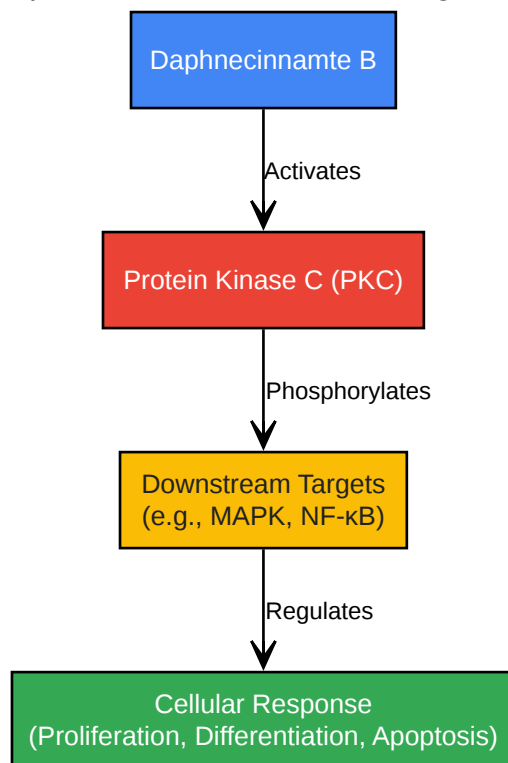 Daphnecinnamte B
Activates
Protein Kinase C (PKC)
Phosphorylates
Downstream Targets
(e.g., MAPK, NF-κB)
Regulates
Cellular Response
(Proliferation, Differentiation, Apoptosis)